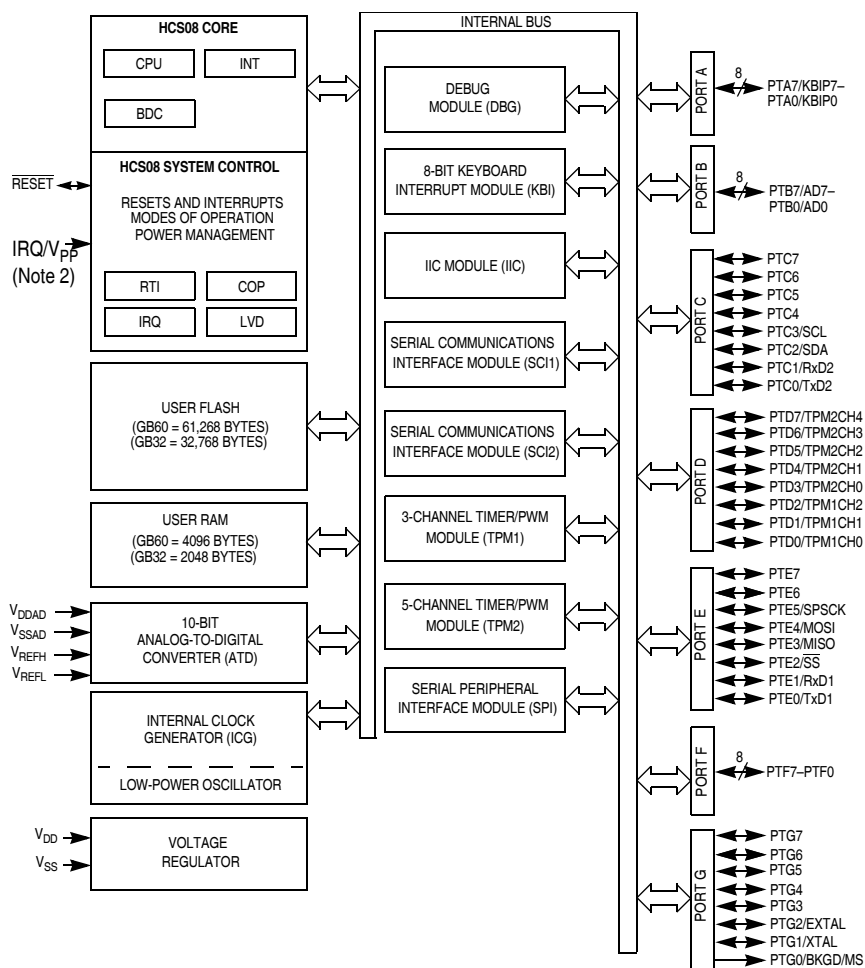 INTERNAL BUS
HCS08 CORE
CPU
INT
BDC
HCS08 SYSTEM CONTROL
RESET
RESETS AND INTERRUPTS
MODES OF OPERATION
POWER MANAGEMENT
IRQ/VPP
(Note 2)
RTI
COP
IRQ
LVD
USER FLASH
(GB60 = 61,268 BYTES)
(GB32 = 32,768 BYTES)
USER RAM
(GB60 = 4096 BYTES)
(GB32 = 2048 BYTES)
VDDAD
VSSAD
VREFH
VREFL
10-BIT
ANALOG-TO-DIGITAL
CONVERTER (ATD)
INTERNAL CLOCK
GENERATOR (ICG)
LOW-POWER OSCILLATOR
VDD
VSS
VOLTAGE
REGULATOR
DEBUG
MODULE (DBG)
8-BIT KEYBOARD
INTERRUPT MODULE (KBI)
IIC MODULE (IIC)
SERIAL COMMUNICATIONS
INTERFACE MODULE (SCI1)
SERIAL COMMUNICATIONS
INTERFACE MODULE (SCI2)
3-CHANNEL TIMER/PWM
MODULE (TPM1)
5-CHANNEL TIMER/PWM
MODULE (TPM2)
SERIAL PERIPHERAL
INTERFACE MODULE (SPI)
PORT A
8
PTA7/KBIP7–
PTA0/KBIP0
PORT B
8
PTB7/AD7–
PTB0/AD0
PORT C
PTC7
PTC6
PTC5
PTC4
PTC3/SCL
PTC2/SDA
PTC1/RxD2
PTC0/TxD2
PORT D
PTD7/TPM2CH4
PTD6/TPM2CH3
PTD5/TPM2CH2
PTD4/TPM2CH1
PTD3/TPM2CH0
PTD2/TPM1CH2
PTD1/TPM1CH1
PTD0/TPM1CH0
PORT E
PTE7
PTE6
PTE5/SPSCK
PTE4/MOSI
PTE3/MISO
PTE2/SS
PTE1/RxD1
PTE0/TxD1
PORT F
8
PTF7–PTF0
PORT G
PTG7
PTG6
PTG5
PTG4
PTG3
PTG2/EXTAL
PTG1/XTAL
PTG0/BKGD/MS